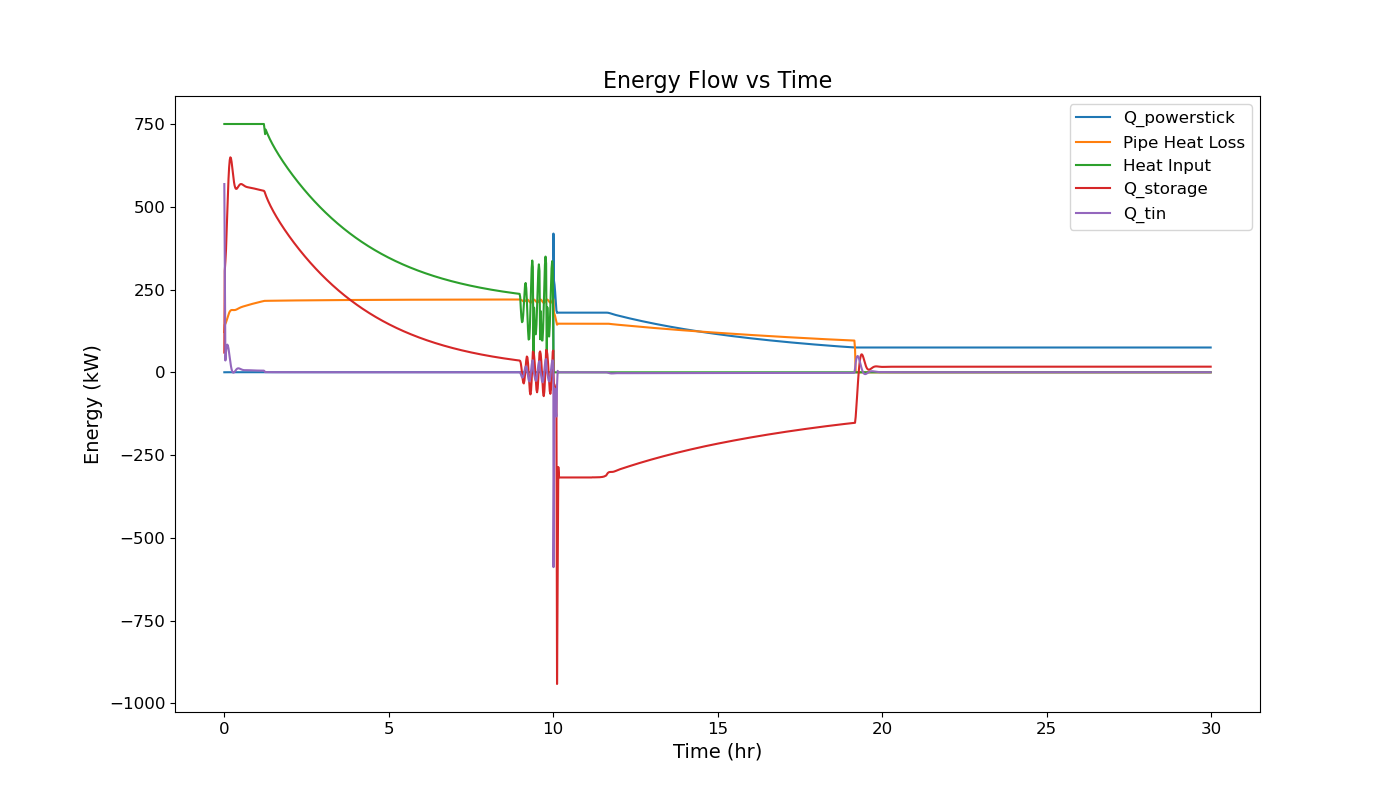 Energy Flow vs Time
Q_powerstick
Pipe Heat Loss
Heat Input
Q_storage
Q_tin
Energy (kW)
750
500
250
0
−250
−500
−750
−1000
0 5 10 15 20 25 30
Time (hr)